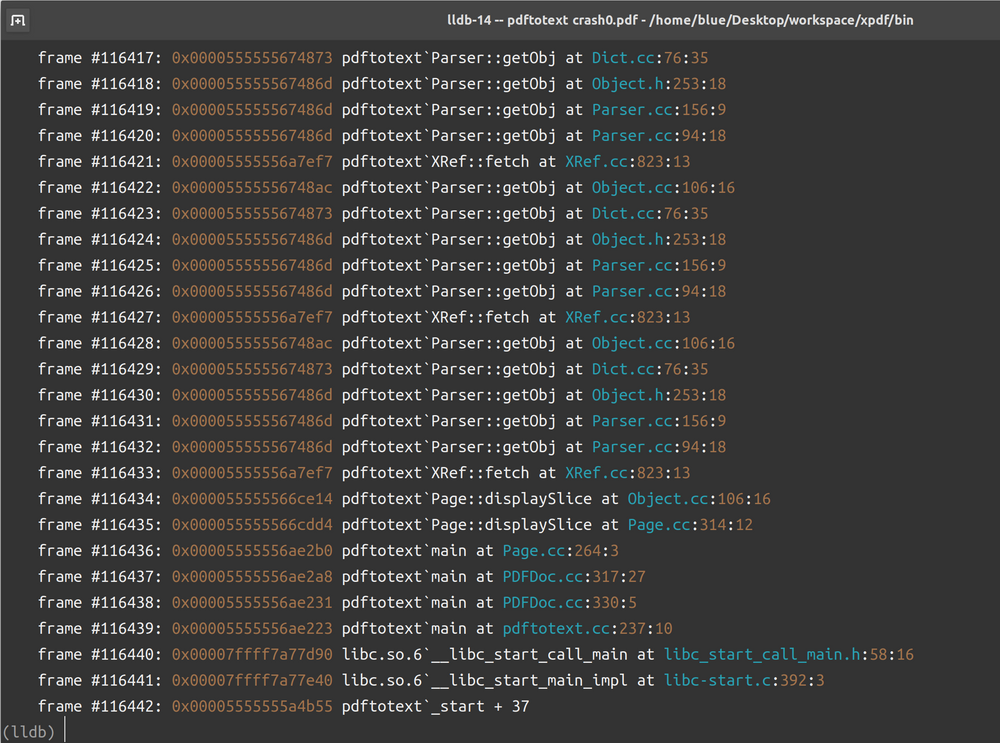 lldb-14 -- pdftotext crash0.pdf - /home/blue/Desktop/workspace/xpdf/bin
frame #116417: 0x0000555555674873 pdftotext`Parser::getObj at Dict.cc:76:35
frame #116418: 0x000055555567486d pdftotext`Parser::getObj at Object.h:253:18
frame #116419: 0x000055555567486d pdftotext`Parser::getObj at Parser.cc:156:9
frame #116420: 0x000055555567486d pdftotext`Parser::getObj at Parser.cc:94:18
frame #116421: 0x00005555556a7ef7 pdftotext`XRef::fetch at XRef.cc:823:13
frame #116422: 0x00005555556748ac pdftotext`Parser::getObj at Object.cc:106:16
frame #116423: 0x0000555555674873 pdftotext`Parser::getObj at Dict.cc:76:35
frame #116424: 0x000055555567486d pdftotext`Parser::getObj at Object.h:253:18
frame #116425: 0x000055555567486d pdftotext`Parser::getObj at Parser.cc:156:9
frame #116426: 0x000055555567486d pdftotext`Parser::getObj at Parser.cc:94:18
frame #116427: 0x00005555556a7ef7 pdftotext`XRef::fetch at XRef.cc:823:13
frame #116428: 0x00005555556748ac pdftotext`Parser::getObj at Object.cc:106:16
frame #116429: 0x0000555555674873 pdftotext`Parser::getObj at Dict.cc:76:35
frame #116430: 0x000055555567486d pdftotext`Parser::getObj at Object.h:253:18
frame #116431: 0x000055555567486d pdftotext`Parser::getObj at Parser.cc:156:9
frame #116432: 0x000055555567486d pdftotext`Parser::getObj at Parser.cc:94:18
frame #116433: 0x00005555556a7ef7 pdftotext`XRef::fetch at XRef.cc:823:13
frame #116434: 0x000055555566ce14 pdftotext`Page::displaySlice at Object.cc:106:16
frame #116435: 0x000055555566cdd4 pdftotext`Page::displaySlice at Page.cc:314:12
frame #116436: 0x00005555556ae2b0 pdftotext`main at Page.cc:264:3
frame #116437: 0x00005555556ae2a8 pdftotext`main at PDFDoc.cc:317:27
frame #116438: 0x00005555556ae231 pdftotext`main at PDFDoc.cc:330:5
frame #116439: 0x00005555556ae223 pdftotext`main at pdftotext.cc:237:10
frame #116440: 0x00007ffff7a77d90 libc.so.6`__libc_start_call_main at libc_start_call_main.h:58:16
frame #116441: 0x00007ffff7a77e40 libc.so.6`__libc_start_main_impl at libc-start.c:392:3
frame #116442: 0x00005555555a4b55 pdftotext`_start + 37
(lldb)